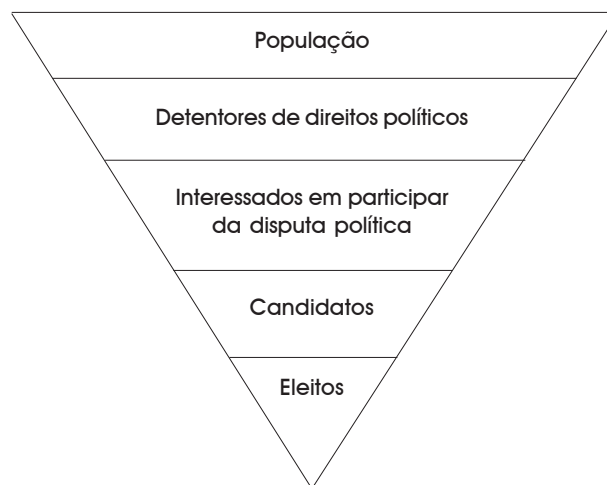 População
Detentores de direitos políticos
Interessados em participar
da disputa política
Candidatos
Eleitos